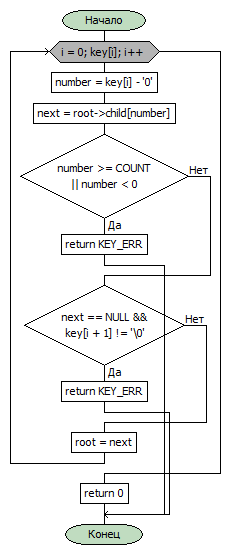 Начало
i = 0; key[i]; i++
number = key[i] - '0'
next = root->child[number]
number >= COUNT
|| number < 0
Нет
Да
return KEY_ERR
next == NULL &&
key[i + 1] != '\0'
Нет
Да
return KEY_ERR
root = next
return 0
Конец